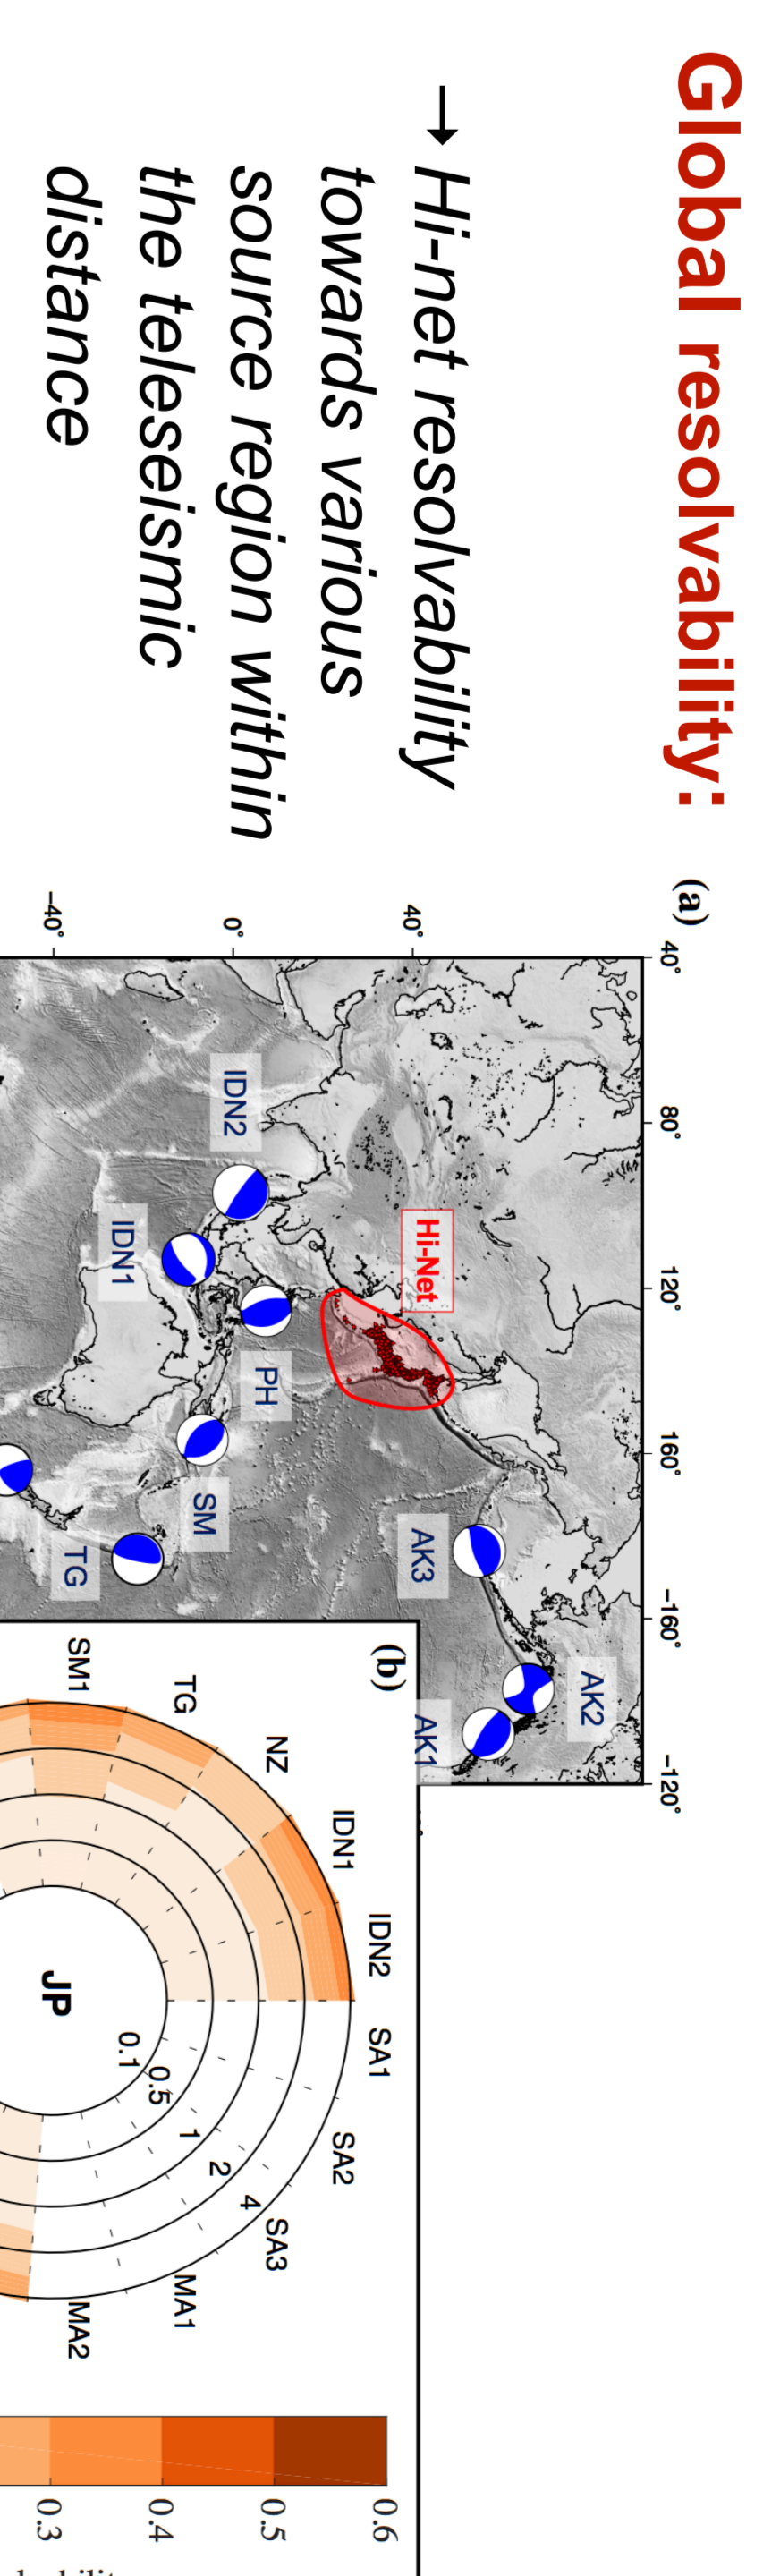 Global resolvability:
→ Hi-net resolvability
towards various
source region within
the teleseismic
distance
(a)
40°
80°
120°
160°
−160°
−120°
40°
0°
−40°
Hi-Net
IDN2
IDN1
PH
SM
TG
AK3
AK2
AK1
(b)
SM1
TG
NZ
IDN1
IDN2
SA1
SA2
SA3
MA1
MA2
JP
0.1
0.5
1
2
4
0.6
0.5
0.4
0.3